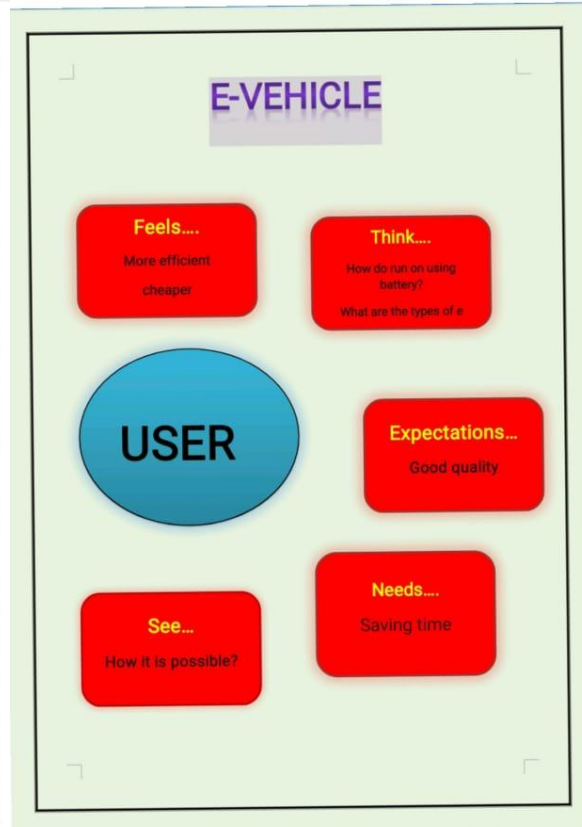 E-VEHICLE
Feels....
More efficient
cheaper
Think....
How do run on using
battery?
What are the types of e
USER
Expectations...
Good quality
Needs....
Saving time
See...
How it is possible?